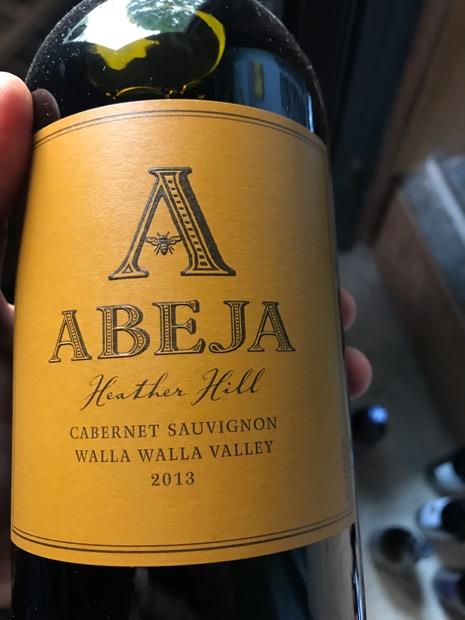 A
ABEJA
Heather Hill
CABERNET SAUVIGNON
WALLA WALLA VALLEY
2013